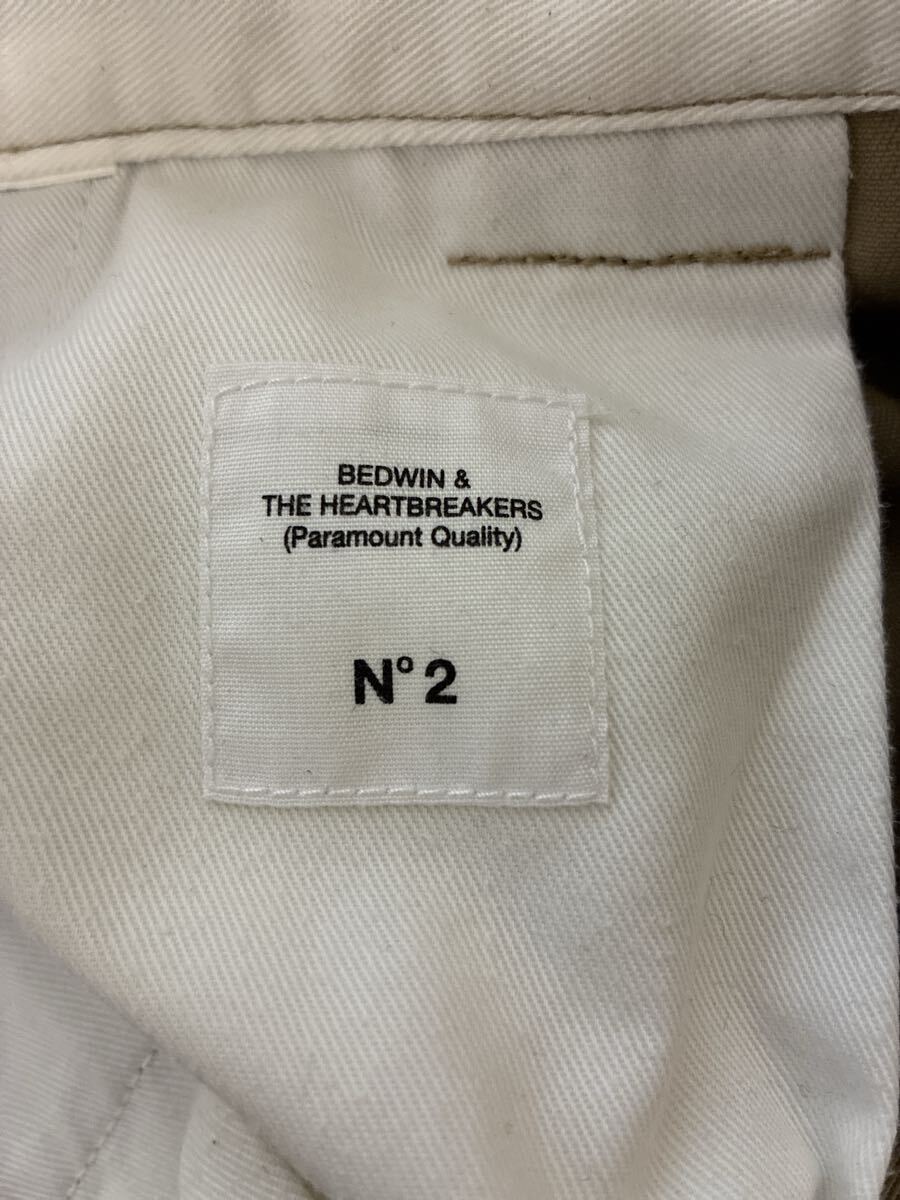 BEDWIN &
THE HEARTBREAKERS
(Paramount Quality)
N° 2